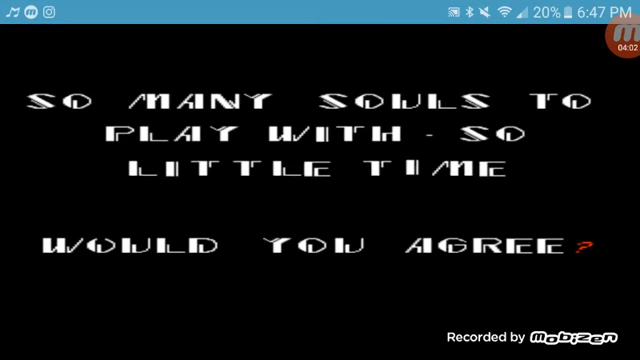 20% 6:47 PM
04:02
SO MANY SOULS TO
PLAY WITH - SO
LITTLE TIME
WOULD YOU AGREE?
Recorded by mobizen